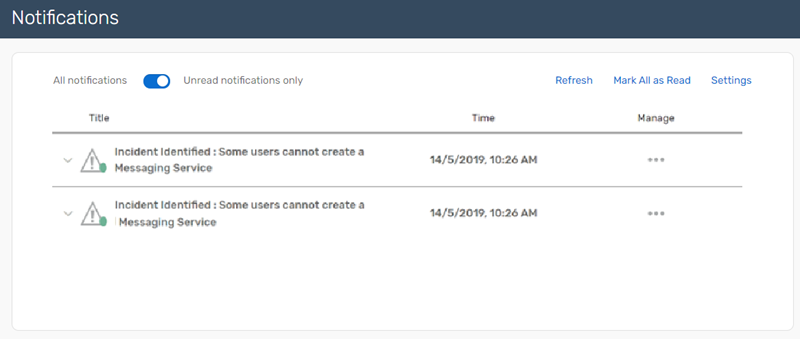 Notifications
All notifications Unread notifications only Refresh Mark All as Read Settings
Title Time Manage
Incident Identified : Some users cannot create a
Messaging Service
14/5/2019, 10:26 AM
Incident Identified : Some users cannot create a
Messaging Service
14/5/2019, 10:26 AM